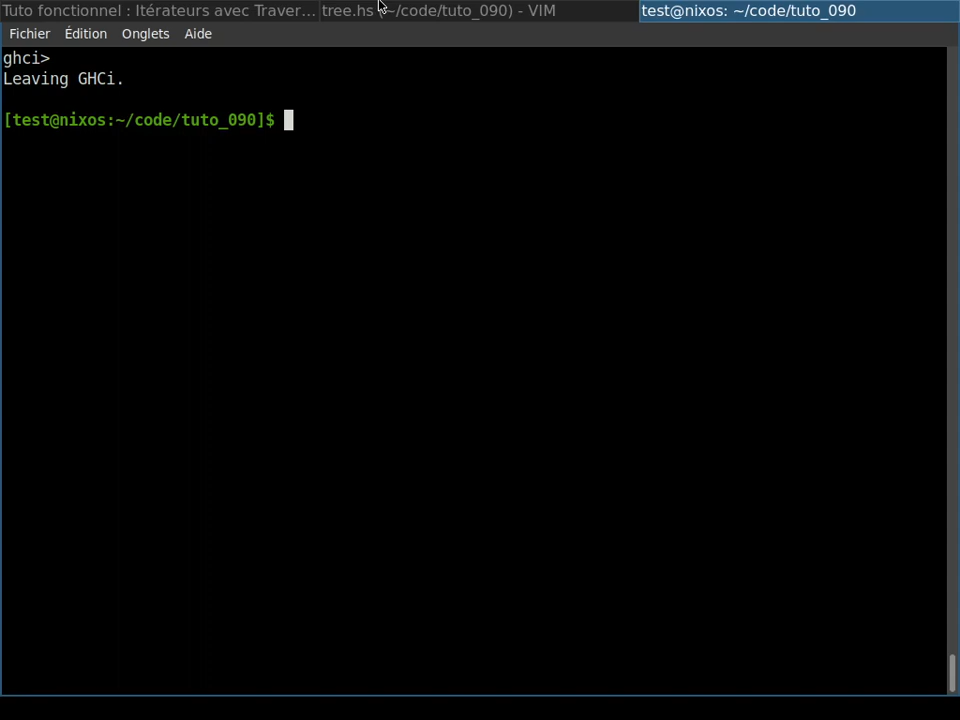 Tuto fonctionnel : Itérateurs avec Traver... tree.hs (~/code/tuto_090) - VIM test@nixos: ~/code/tuto_090
Fichier Édition Onglets Aide
ghci>
Leaving GHCi.
[test@nixos:~/code/tuto_090]$